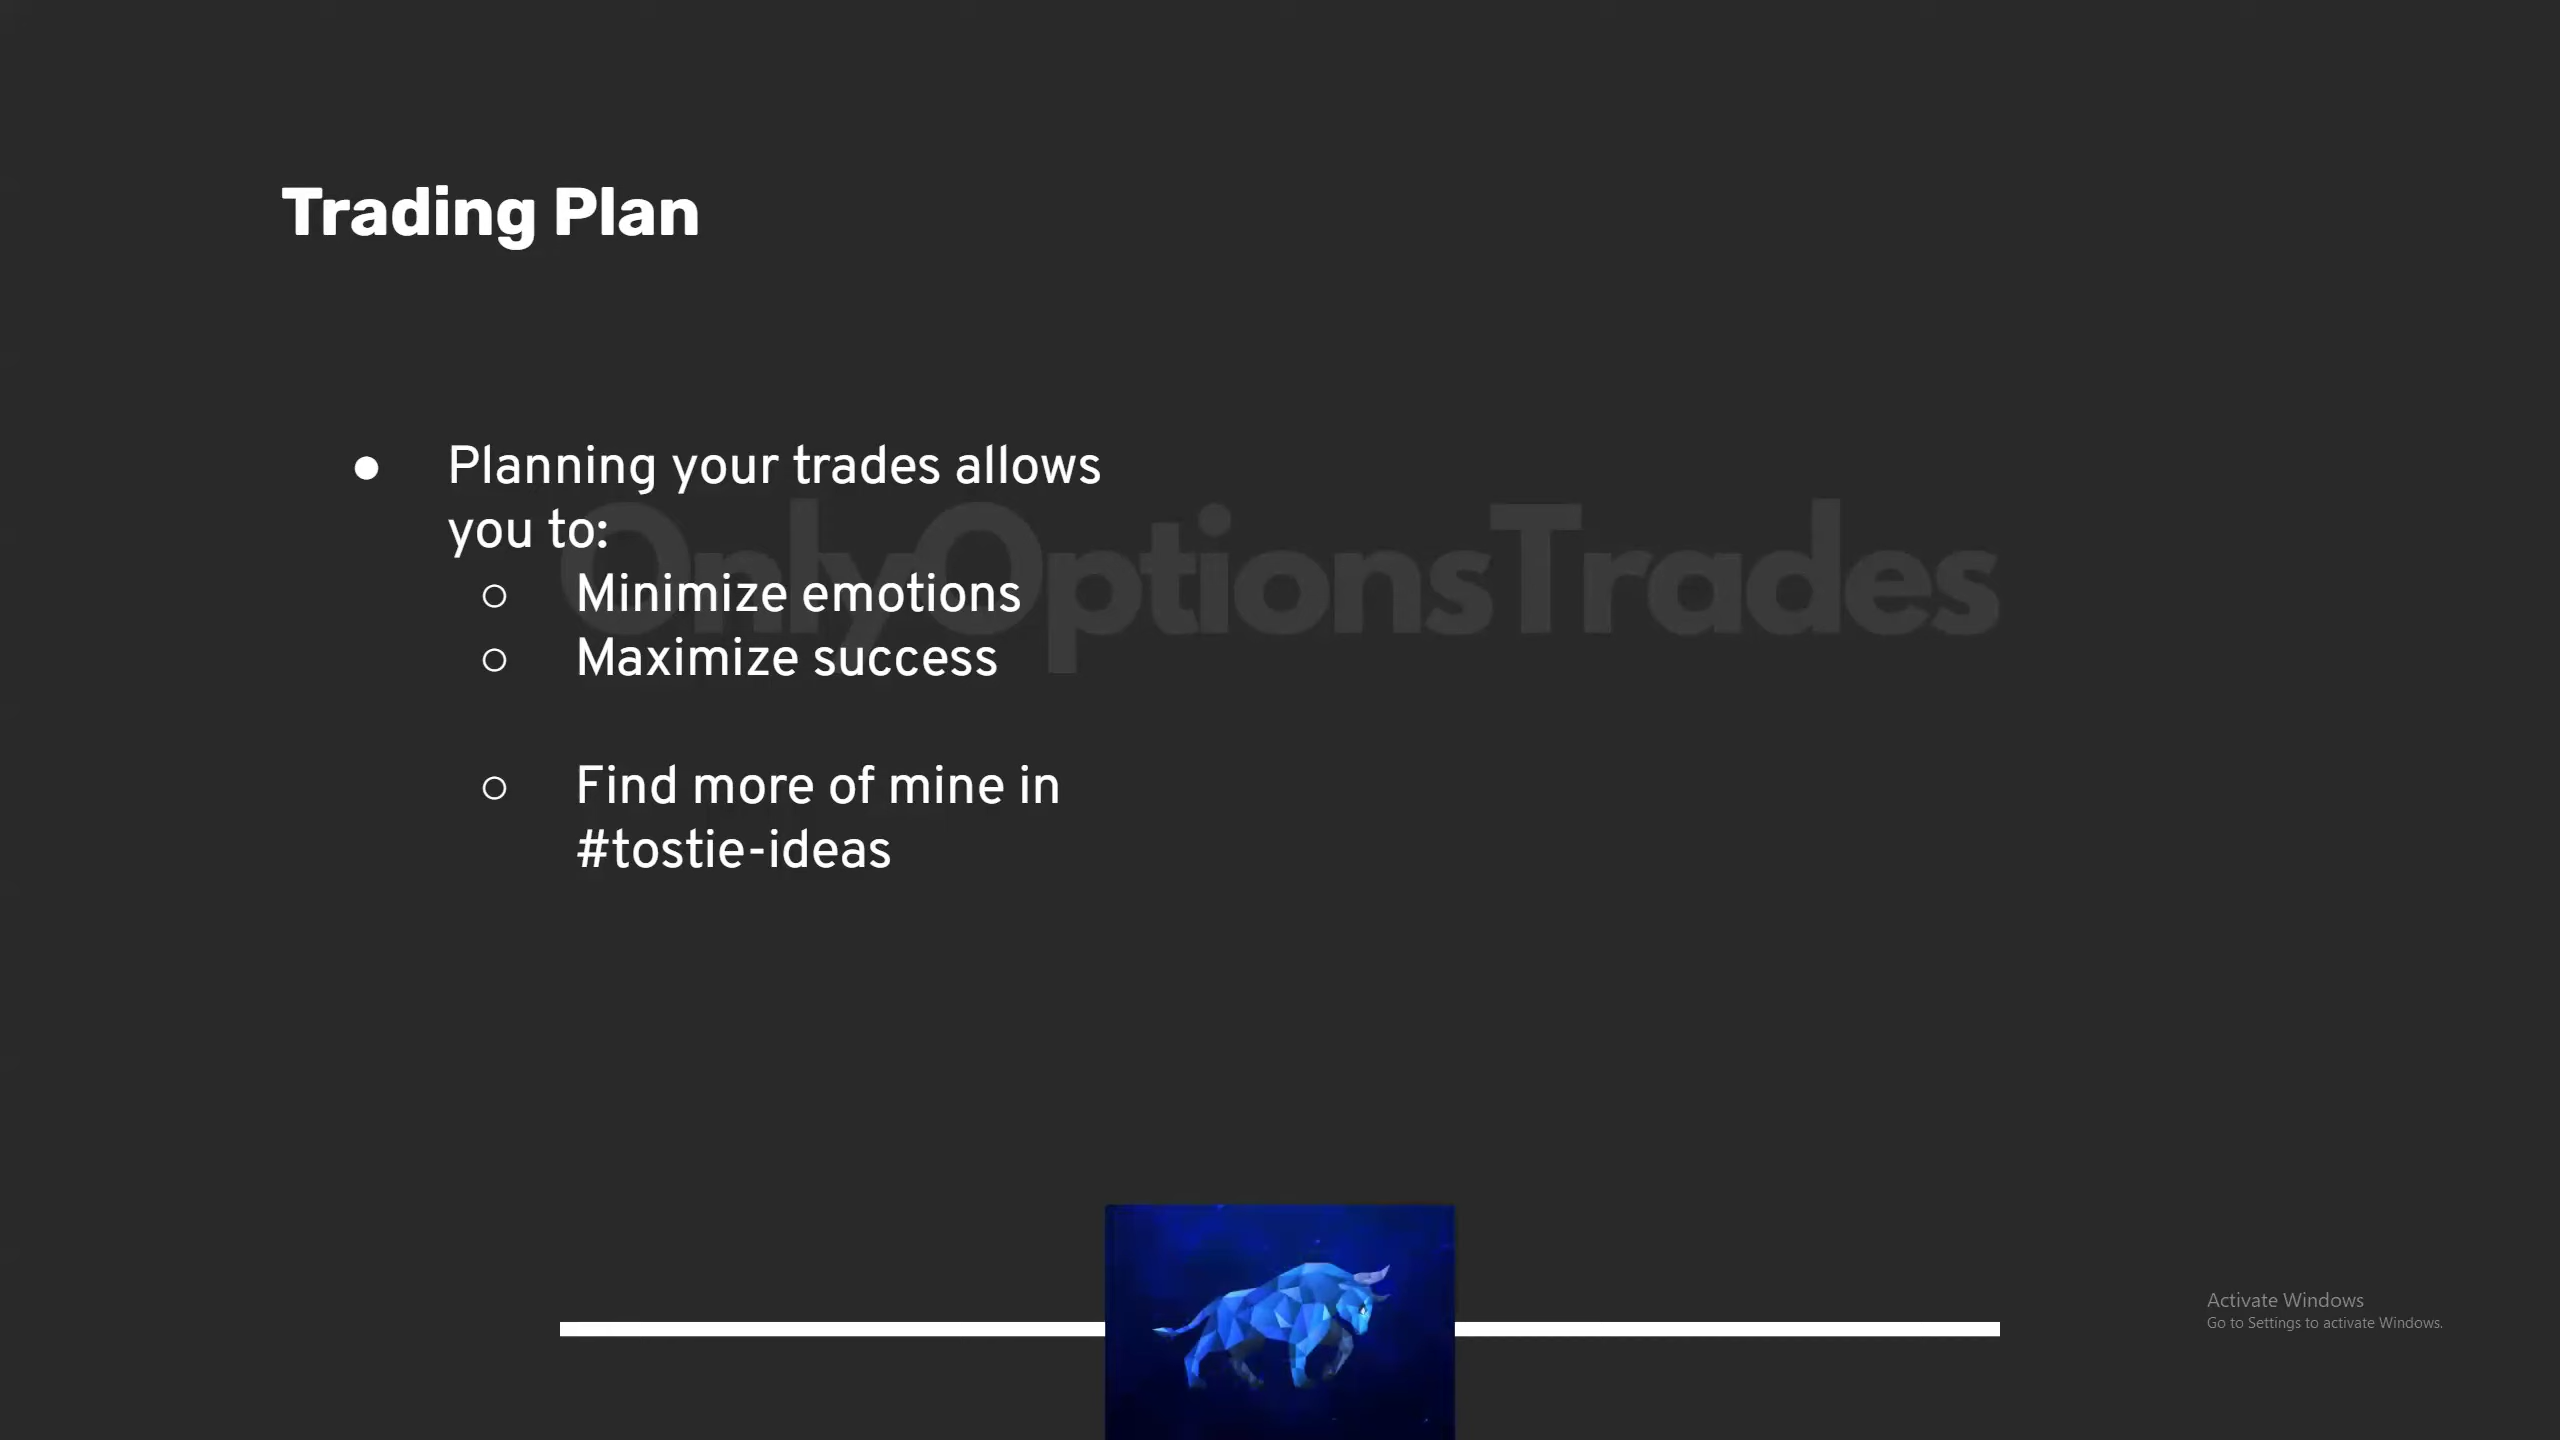 Trading Plan
● Planning your trades allows
you to:
○ Minimize emotions
○ Maximize success
○ Find more of mine in
#tostie-ideas
OnlyOptionsTrades
Activate Windows
Go to Settings to activate Windows.